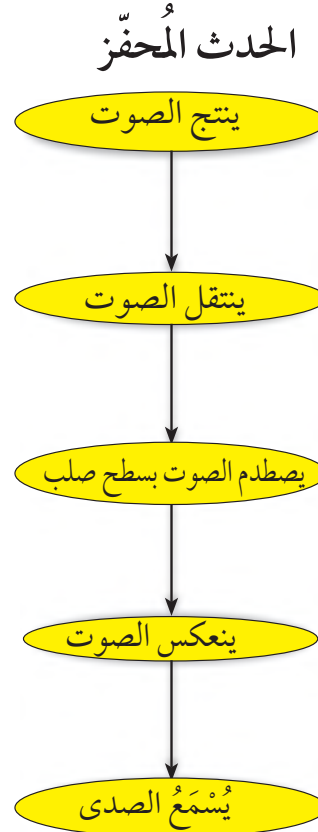 الحدث المُحفّز
ينتج الصوت
ينتقل الصوت
يصطدم الصوت بسطح صلب
ينعكس الصوت
يُسْمَعُ الصدى